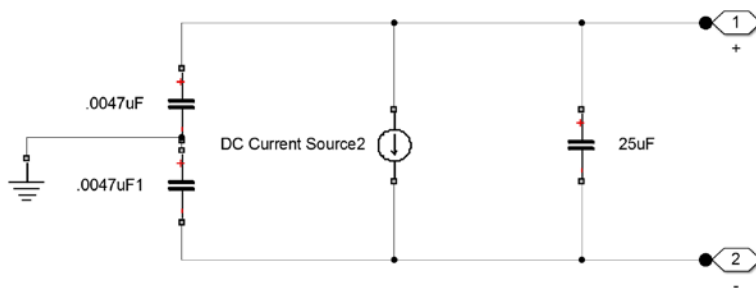 1
+
.0047uF
DC Current Source2
25uF
.0047uF1
2
-